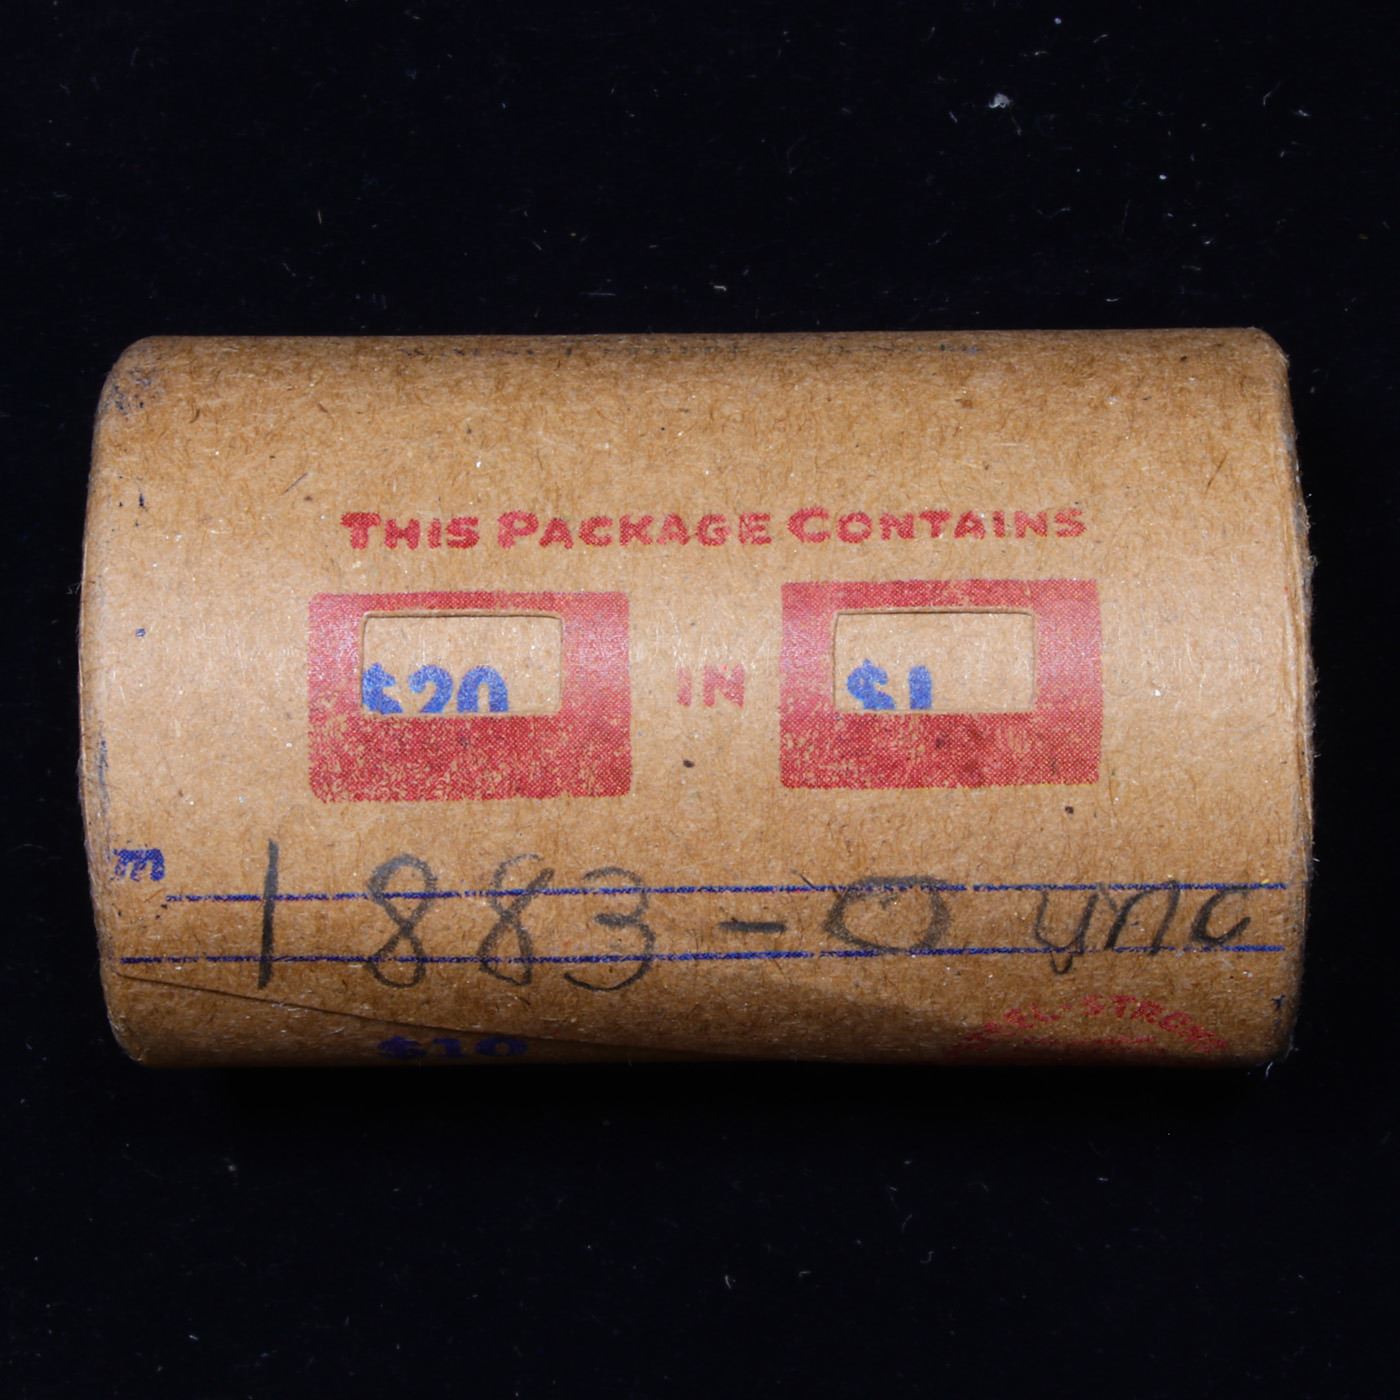 THIS PACKAGE CONTAINS
$20 IN $1
m
1883-O unc
$10